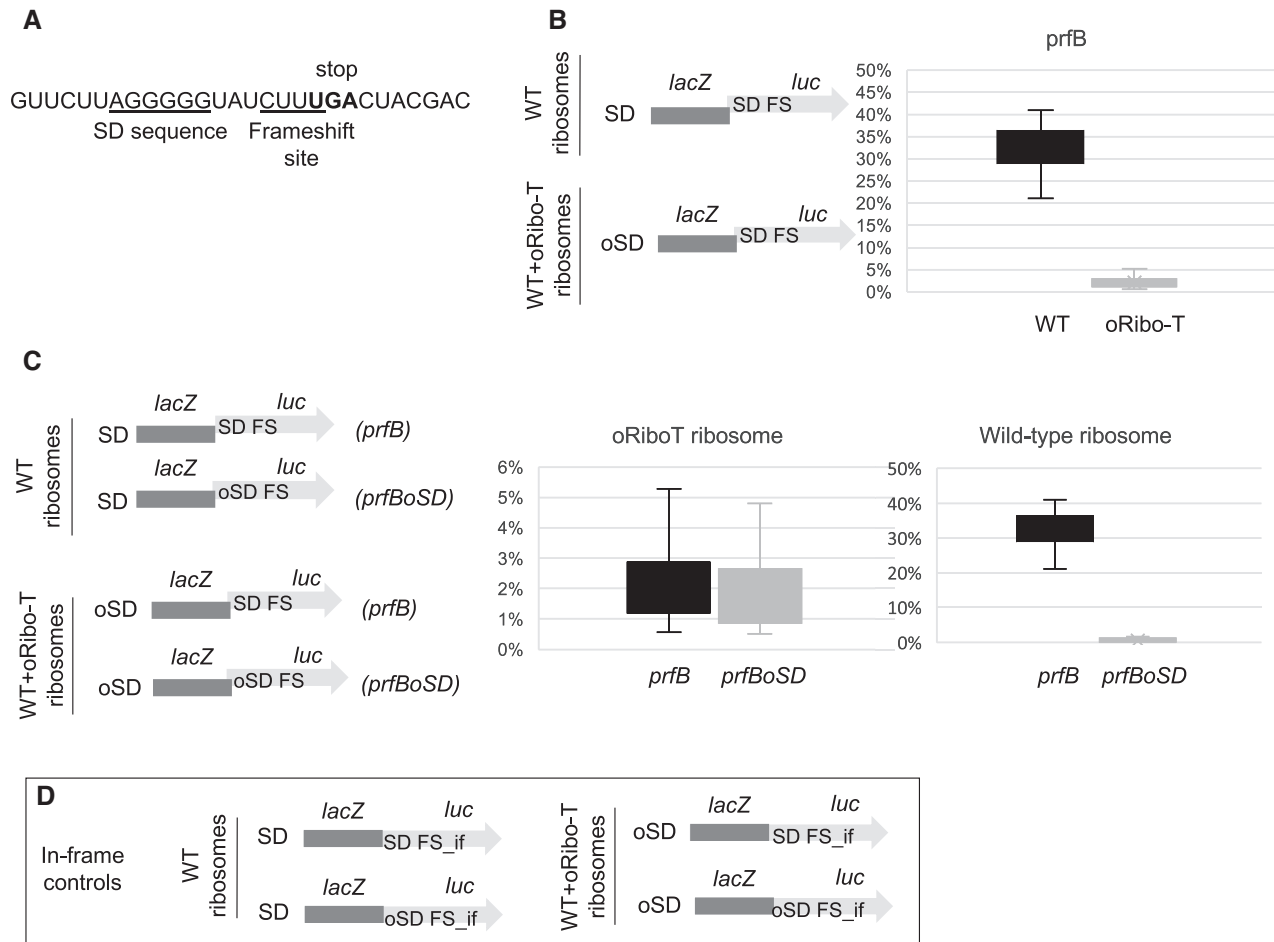 A
stop
GUUCUUAGGGGGUAUCUUUGACUACGAC
SD sequence Frameshift
site
B
prfB
WT
ribosomes
SD
lacZ
luc
SD FS
WT+oRibo-T
ribosomes
oSD
lacZ
luc
SD FS
50%
45%
40%
35%
30%
25%
20%
15%
10%
5%
0%
WT oRibo-T
C
WT
ribosomes
lacZ luc
SD SD FS (prfB)
lacZ luc
SD oSD FS (prfBoSD)
WT+oRibo-T
ribosomes
lacZ luc
oSD SD FS (prfB)
lacZ luc
oSD oSD FS (prfBoSD)
oRiboT ribosome
6%
5%
4%
3%
2%
1%
0%
prfB prfBoSD
Wild-type ribosome
50%
40%
30%
20%
10%
0%
prfB prfBoSD
D
In-frame
controls
WT
ribosomes
lacZ luc
SD SD FS_if
lacZ luc
SD oSD FS_if
WT+oRibo-T
ribosomes
lacZ luc
oSD SD FS_if
lacZ luc
oSD oSD FS_if